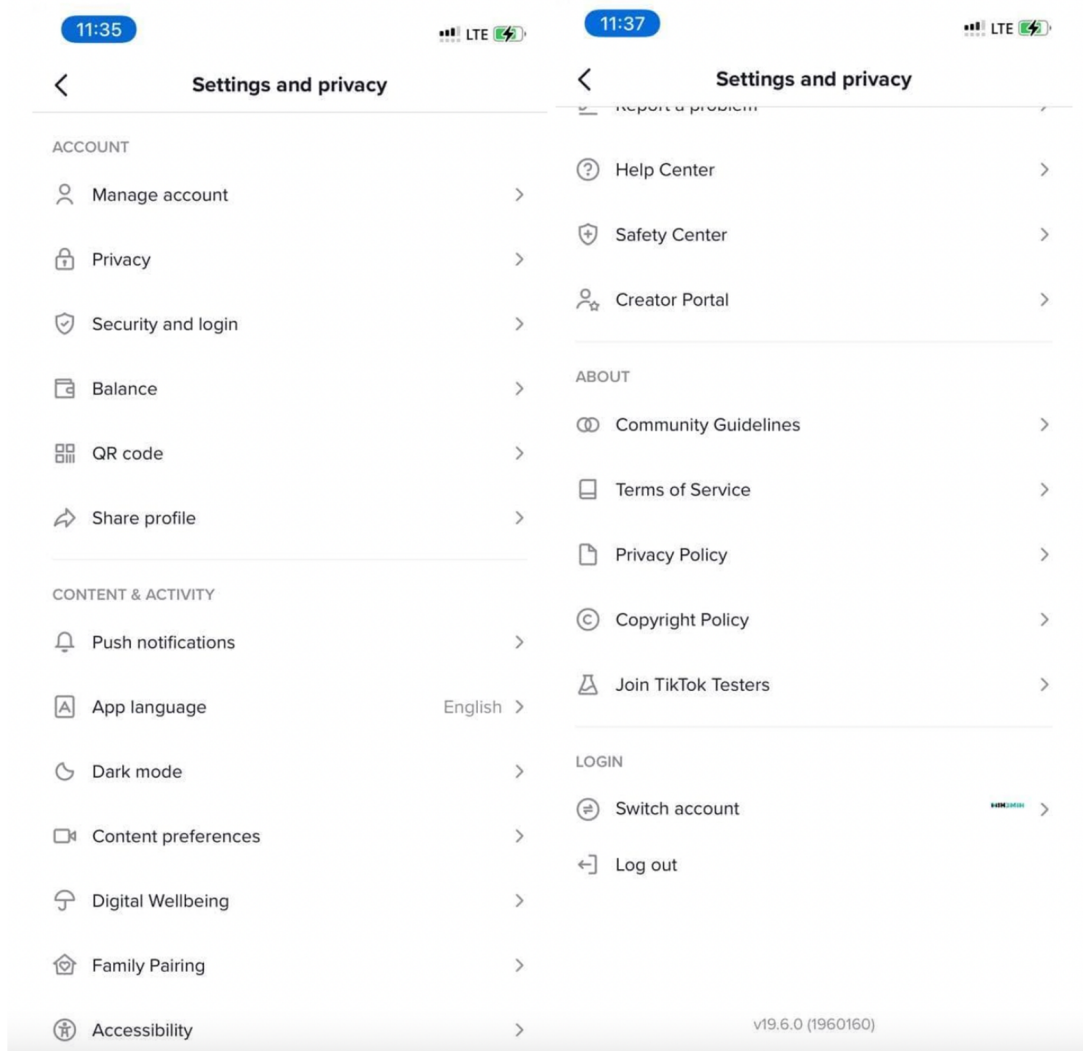 11:35
LTE
Settings and privacy
ACCOUNT
Manage account
Privacy
Security and login
Balance
QR code
Share profile
CONTENT & ACTIVITY
Push notifications
App language English
Dark mode
Content preferences
Digital Wellbeing
Family Pairing
Accessibility
11:37
LTE
Settings and privacy
Report a problem
Help Center
Safety Center
Creator Portal
ABOUT
Community Guidelines
Terms of Service
Privacy Policy
Copyright Policy
Join TikTok Testers
LOGIN
Switch account
Log out
v19.6.0 (1960160)